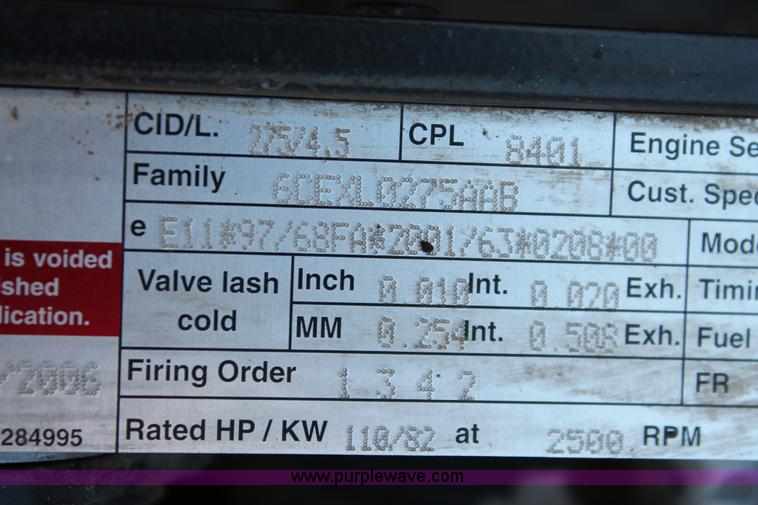 CID/L. 275/4.5 CPL 8401 Engine Se
Family 6CEXL0275AAB Cust. Spec
e E11*97/68FA*2001/63*0208*00 Mod
is voided
ished
lication.
Valve lash cold
Inch 0.010 Int. 0.020 Exh. Timi
MM 0.254 Int. 0.508 Exh. Fuel
/2006 Firing Order 1 3 4 2 FR
284995 Rated HP / KW 110/82 at 2500 RPM
www.purplewave.com